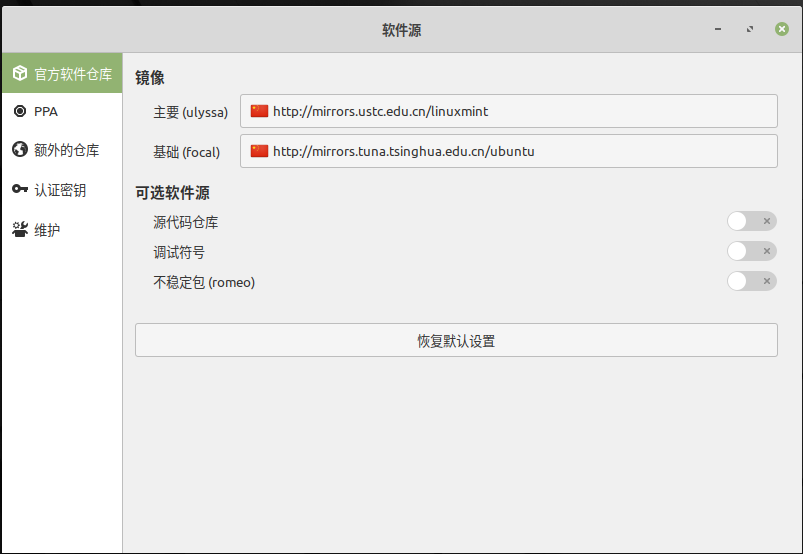 软件源
官方软件仓库
PPA
额外的仓库
认证密钥
维护
镜像
主要 (ulyssa) http://mirrors.ustc.edu.cn/linuxmint
基础 (focal) http://mirrors.tuna.tsinghua.edu.cn/ubuntu
可选软件源
源代码仓库
调试符号
不稳定包 (romeo)
恢复默认设置